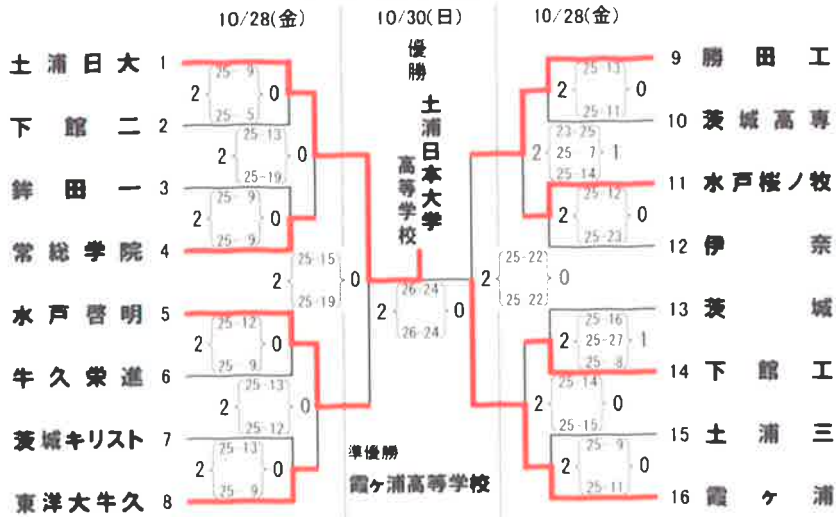 10/28(金)
10/30(日)
10/28(金)
土浦日大 1
下館二 2
鉾田一 3
常総学院 4
水戸啓明 5
牛久栄進 6
茨城キリスト 7
東洋大牛久 8
2 25-9 0
25-5
2 25-13 0
25-19
2 25-9 0
25-9
2 25-15 0
25-19
2 25-12 0
25-9
2 25-13 0
25-12
2 25-13 0
25-9
優勝
土浦日本大学
高等学校
2 26-24 0
26-24
準優勝
霞ヶ浦高等学校
9 勝田工
10 茨城高専
11 水戸桜ノ牧
12 伊奈
13 茨城
14 下館工
15 土浦三
16 霞ヶ浦
2 25-13 0
25-11
23-25
2 25-7 1
25-14
2 25-12 0
25-23
2 25-22 0
25-22
25-16
2 25-27 1
25-8
2 25-14 0
25-15
2 25-9 0
25-11